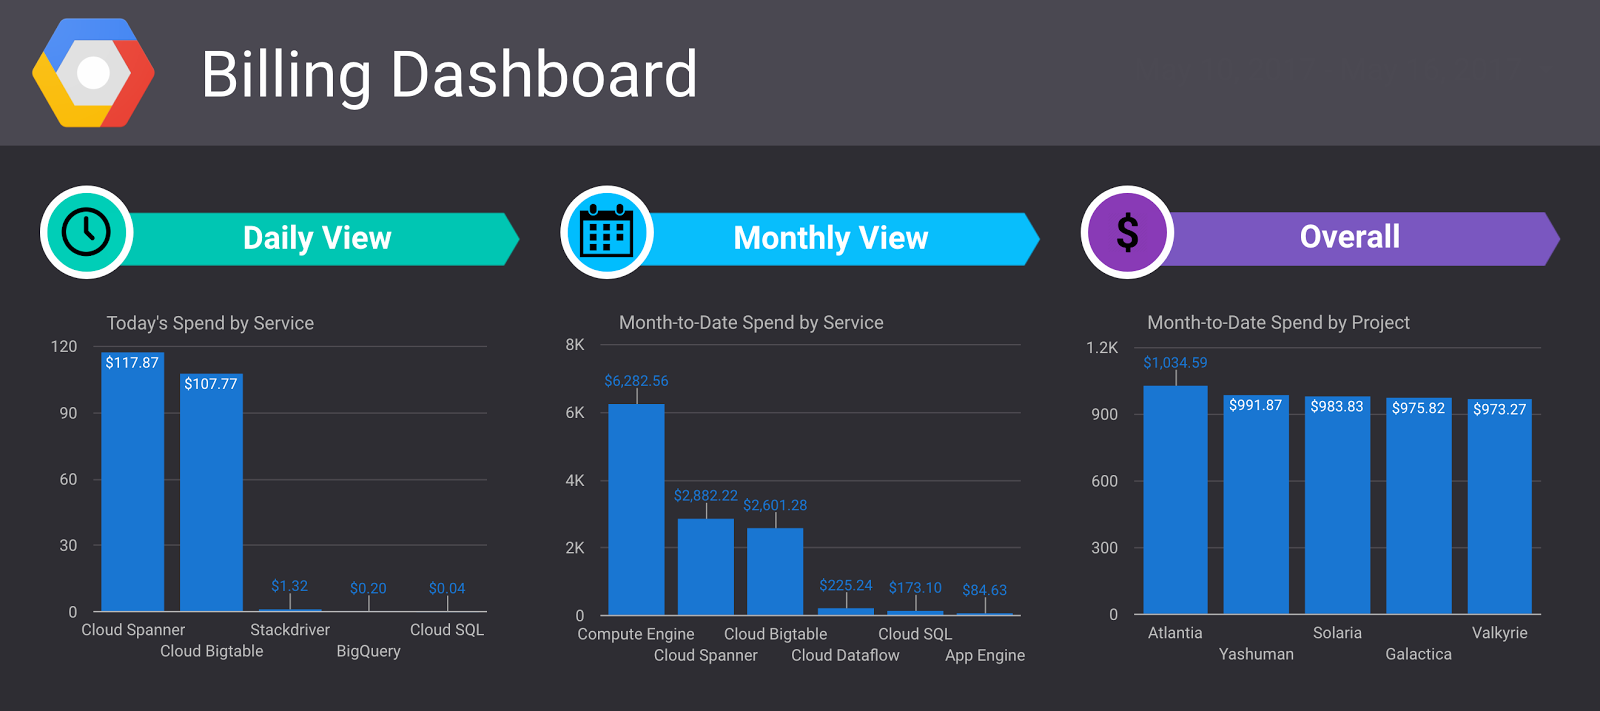 Billing Dashboard
Daily View
Today's Spend by Service
120
90
60
30
0
$117.87
$107.77
$1.32
$0.20
$0.04
Cloud Spanner
Cloud Bigtable
Stackdriver
BigQuery
Cloud SQL
Monthly View
Month-to-Date Spend by Service
8K
6K
4K
2K
0
$6,282.56
$2,882.22
$2,601.28
$225.24
$173.10
$84.63
Compute Engine
Cloud Spanner
Cloud Bigtable
Cloud Dataflow
Cloud SQL
App Engine
$
Overall
Month-to-Date Spend by Project
1.2K
900
600
300
0
$1,034.59
$991.87
$983.83
$975.82
$973.27
Atlantia
Yashuman
Solaria
Galactica
Valkyrie